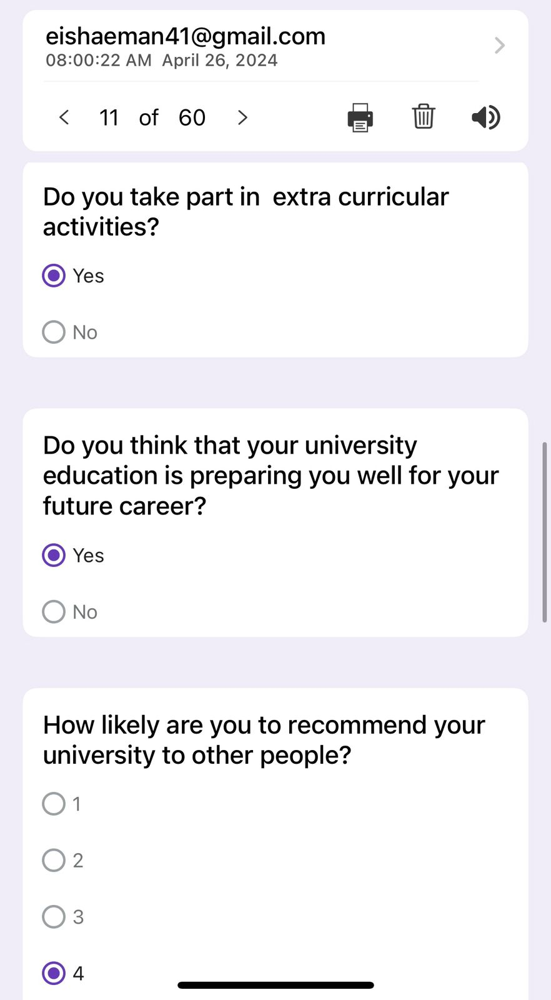 eishaeman41@gmail.com
08:00:22 AM April 26, 2024
11 of 60
Do you take part in extra curricular
activities?
Yes
No
Do you think that your university
education is preparing you well for your
future career?
Yes
No
How likely are you to recommend your
university to other people?
1
2
3
4